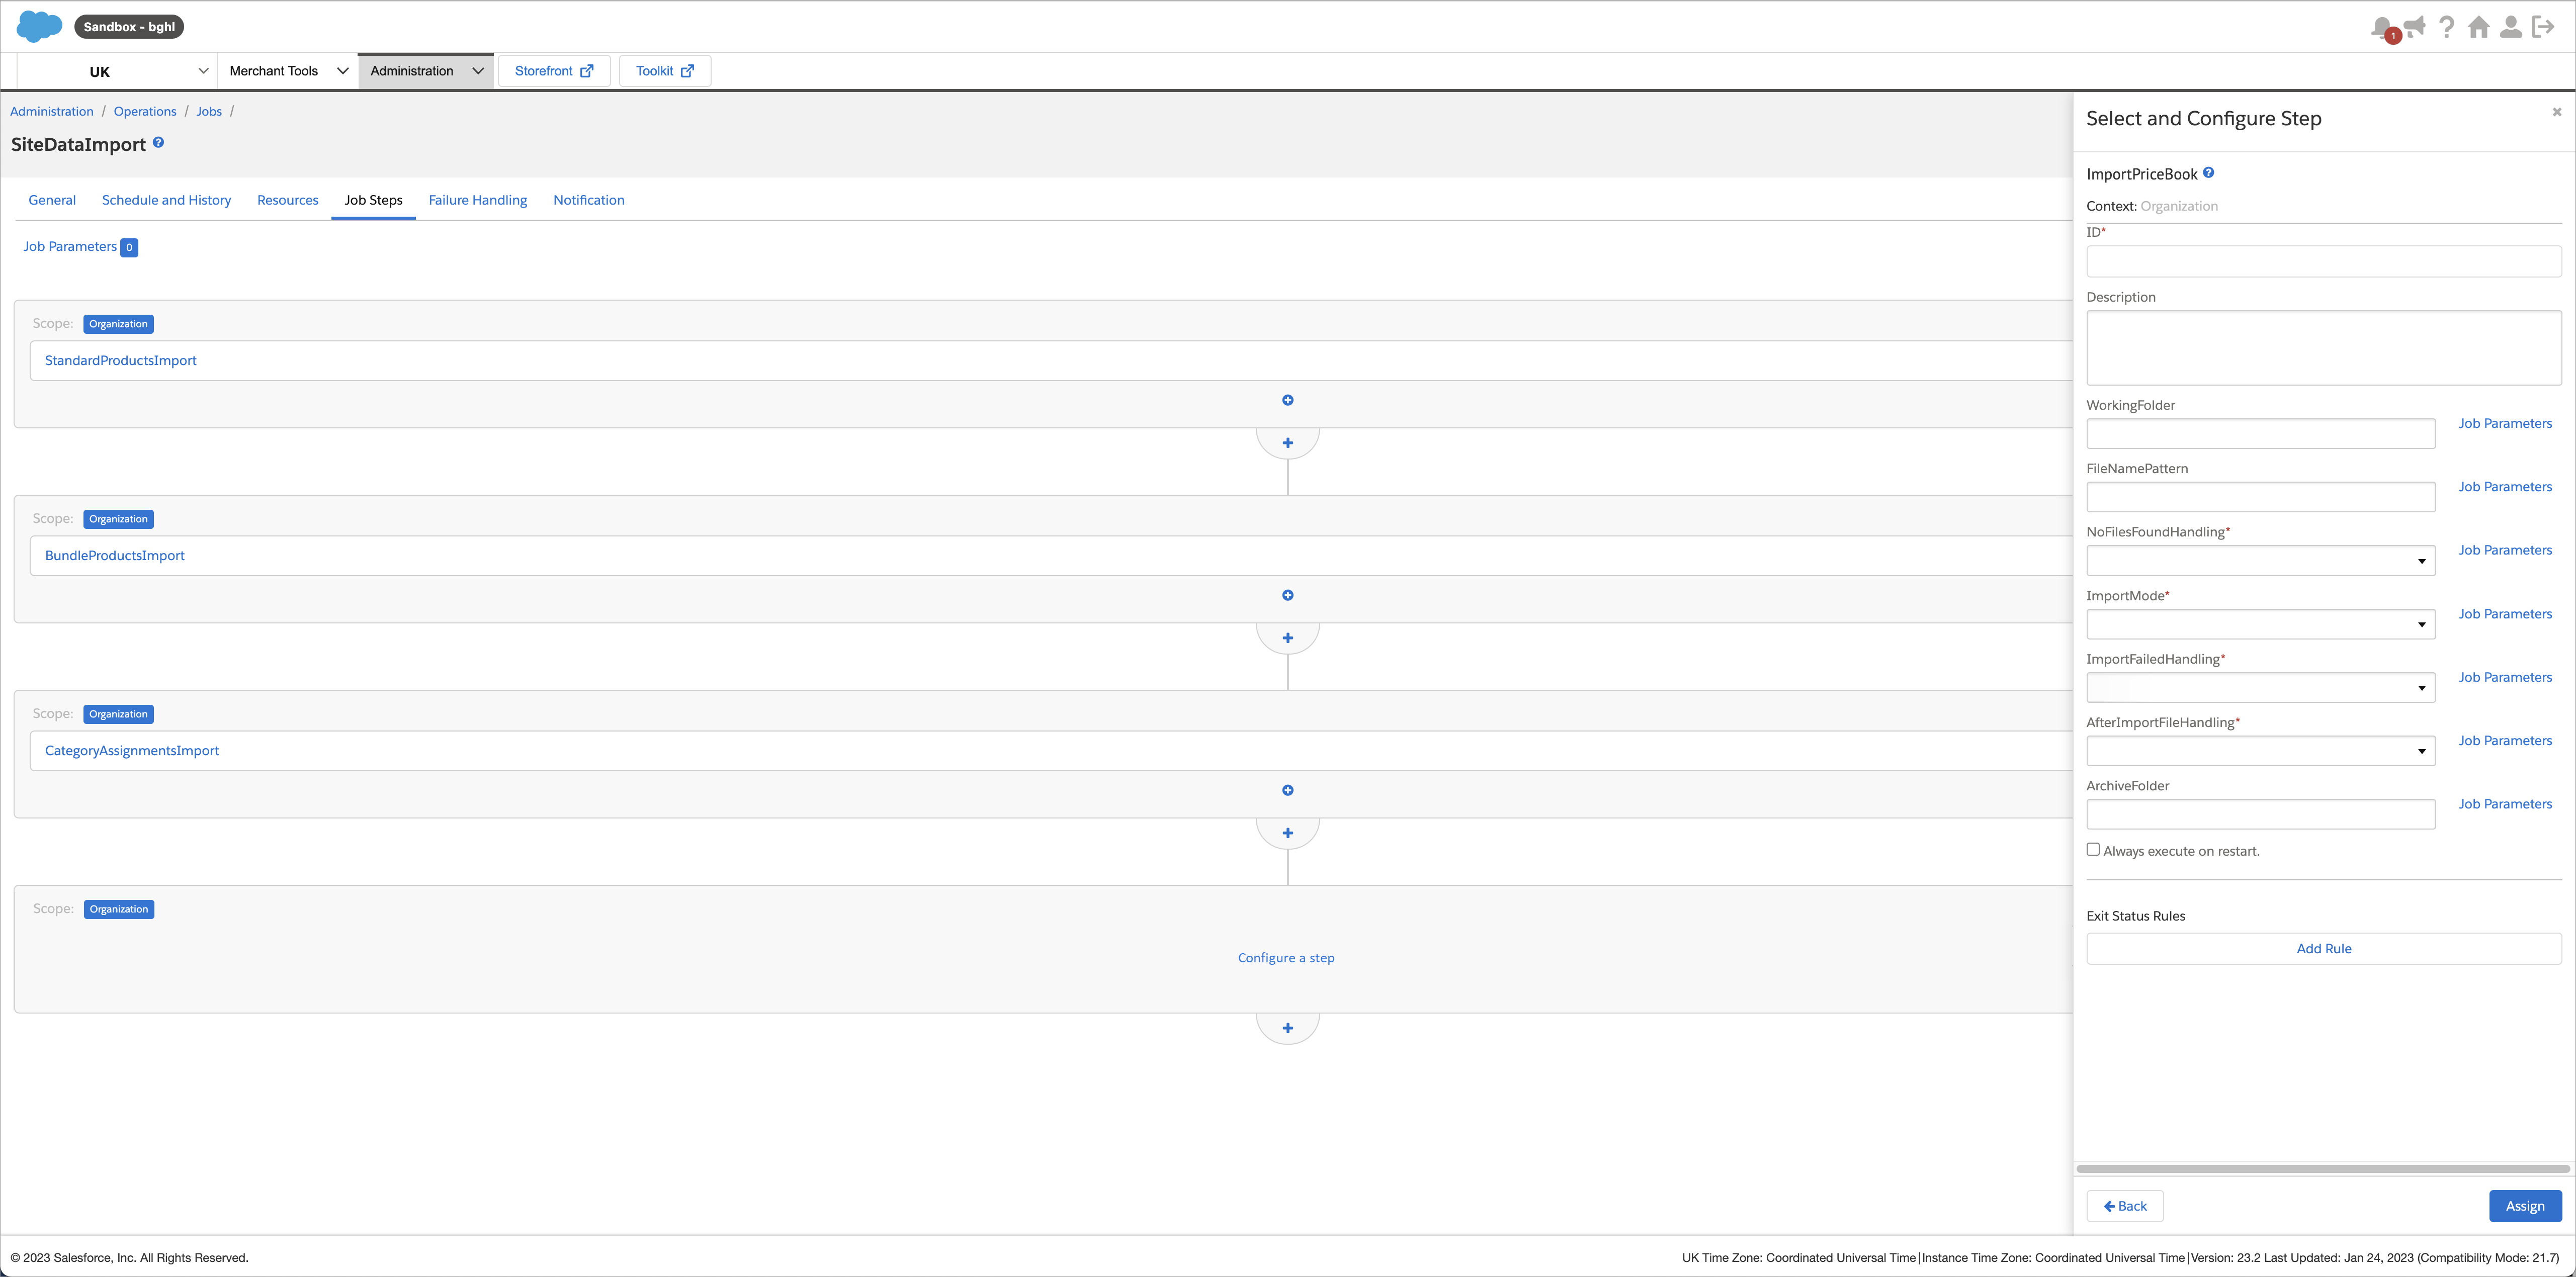 Sandbox - bghl
1
UK
Merchant Tools
Administration
Storefront
Toolkit
Administration / Operations / Jobs /
SiteDataImport ?
General
Schedule and History
Resources
Job Steps
Failure Handling
Notification
Job Parameters 0
Scope: Organization
StandardProductsImport
Scope: Organization
BundleProductsImport
Scope: Organization
CategoryAssignmentsImport
Scope: Organization
Configure a step
Select and Configure Step
ImportPriceBook ?
Context: Organization
ID*
Description
WorkingFolder
Job Parameters
FileNamePattern
Job Parameters
NoFilesFoundHandling*
Job Parameters
ImportMode*
Job Parameters
ImportFailedHandling*
Job Parameters
AfterImportFileHandling*
Job Parameters
ArchiveFolder
Job Parameters
Always execute on restart.
Exit Status Rules
Add Rule
Back
Assign
© 2023 Salesforce, Inc. All Rights Reserved.
UK Time Zone: Coordinated Universal Time|Instance Time Zone: Coordinated Universal Time|Version: 23.2 Last Updated: Jan 24, 2023 (Compatibility Mode: 21.7)